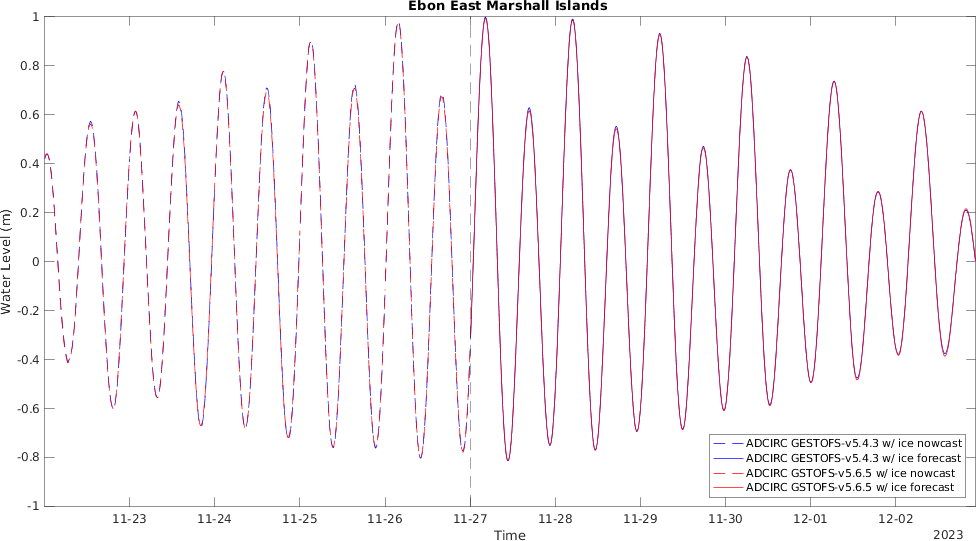 Ebon East Marshall Islands
1
0.8
0.6
0.4
0.2
0
-0.2
-0.4
-0.6
-0.8
-1
Water Level (m)
ADCIRC GESTOFS-v5.4.3 w/ ice nowcast
ADCIRC GESTOFS-v5.4.3 w/ ice forecast
ADCIRC GSTOFS-v5.6.5 w/ ice nowcast
ADCIRC GSTOFS-v5.6.5 w/ ice forecast
11-23 11-24 11-25 11-26 11-27 11-28 11-29 11-30 12-01 12-02
Time
2023